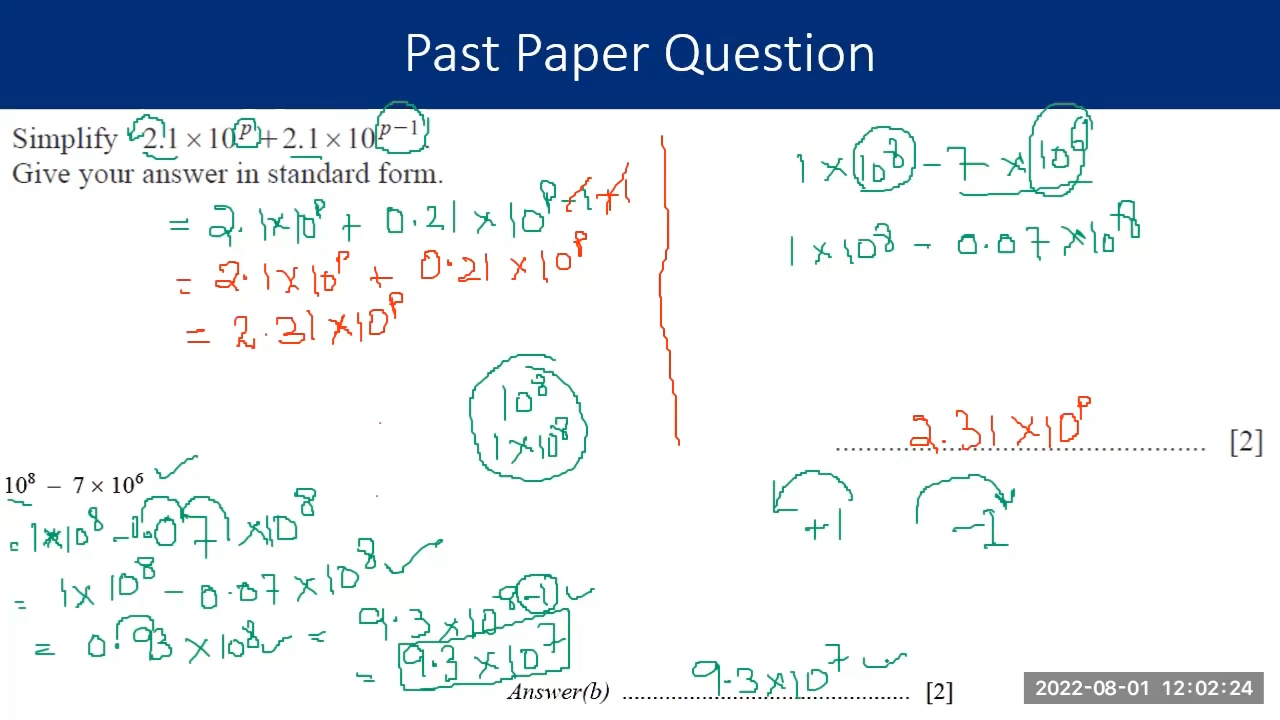 Past Paper Question
Simplify 2.1 × 10^p + 2.1 × 10^(p−1)
Give your answer in standard form.
= 2.1×10^p + 0.21 × 10^(p-1+1)
= 2.1×10^p + 0.21 × 10^p
= 2.31×10^p
1 × 10^8 − 7 × 10^6
1 × 10^8 − 0.07 × 10^8
10^8
1×10^8
2.31×10^p [2]
+1 −1
10^8 − 7 × 10^6
= 1×10^8 − 0.07 ×10^8
= 1× 10^8 − 0.07 × 10^8
= 0.93 × 10^8 = 9.3 × 10^(8-1)
= 9.3 × 10^7
Answer(b) 9.3×10^7 [2]
2022-08-01 12:02:24